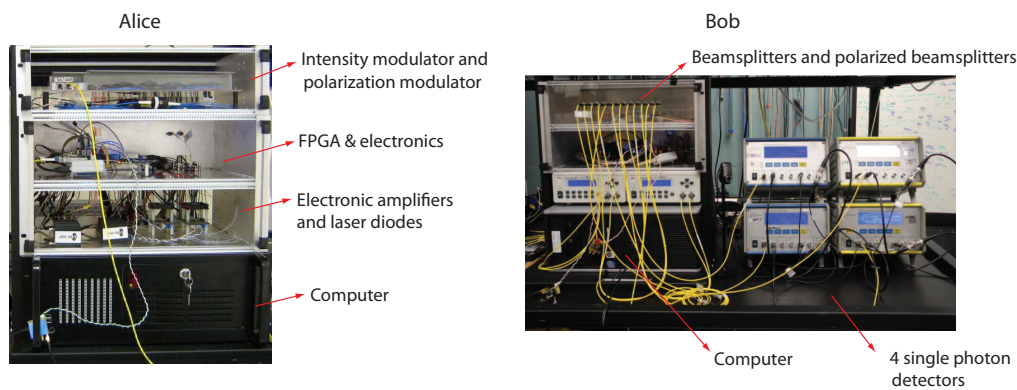 Alice
Intensity modulator and
polarization modulator
FPGA & electronics
Electronic amplifiers
and laser diodes
Computer
Bob
Beamsplitters and polarized beamsplitters
Computer
4 single photon
detectors